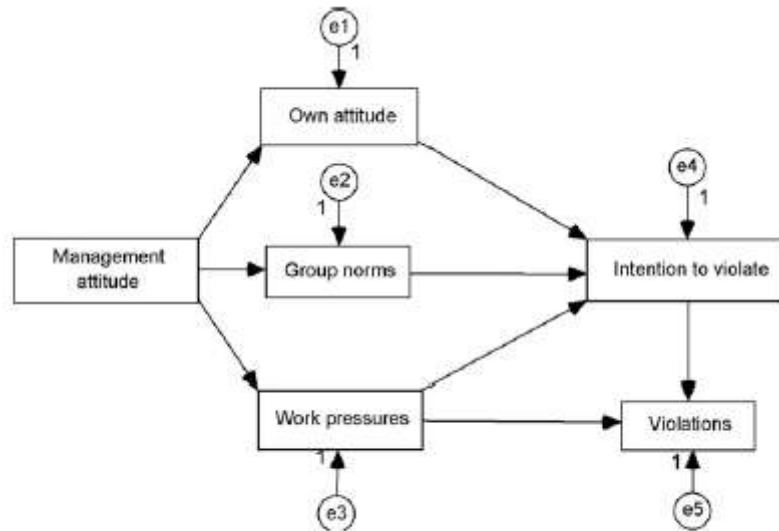 e1
1
Own attitude
e2
1
e4
1
Management
attitude
Group norms
Intention to violate
Work pressures
Violations
1
1
e3
e5